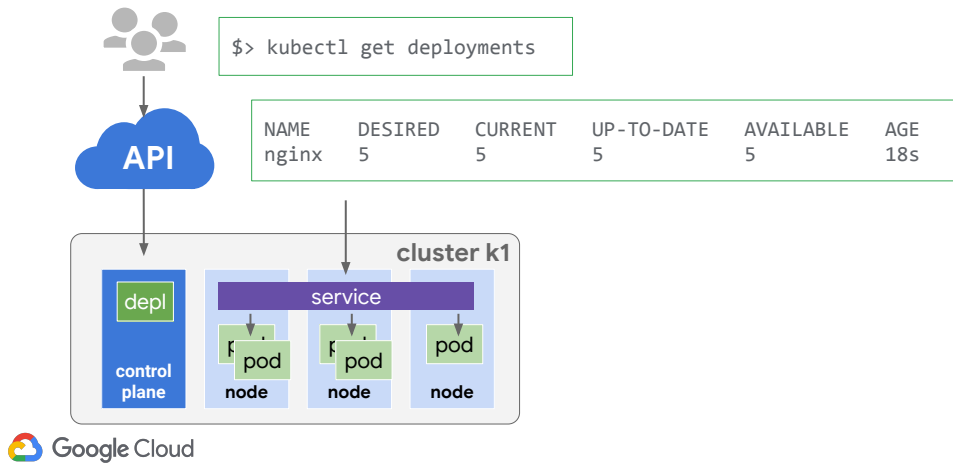 $> kubectl get deployments
API
NAME DESIRED CURRENT UP-TO-DATE AVAILABLE AGE
nginx 5 5 5 5 18s
cluster k1
depl
service
pod
pod
pod
control
plane
node
node
node
Google Cloud